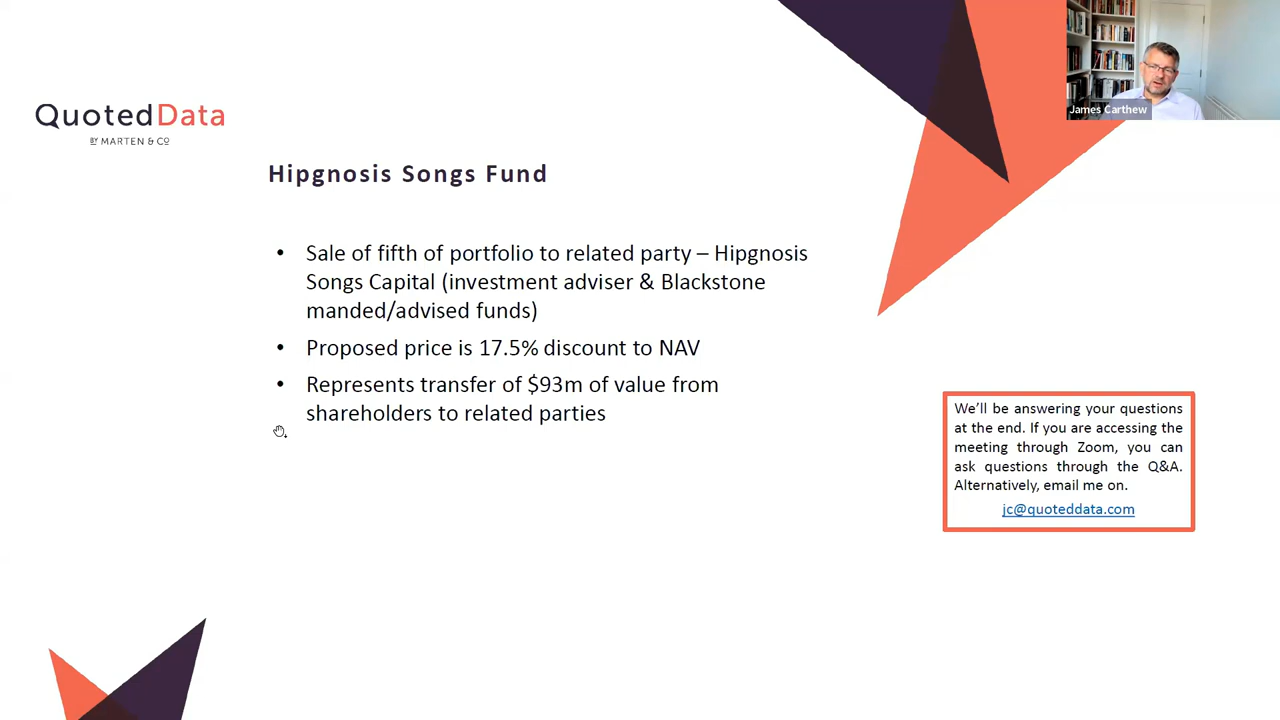 QuotedData
BY MARTEN & CO
James Carthew
Hipgnosis Songs Fund
• Sale of fifth of portfolio to related party – Hipgnosis
Songs Capital (investment adviser & Blackstone
manded/advised funds)
• Proposed price is 17.5% discount to NAV
• Represents transfer of $93m of value from
shareholders to related parties
We’ll be answering your questions
at the end. If you are accessing the
meeting through Zoom, you can
ask questions through the Q&A.
Alternatively, email me on.
jc@quoteddata.com